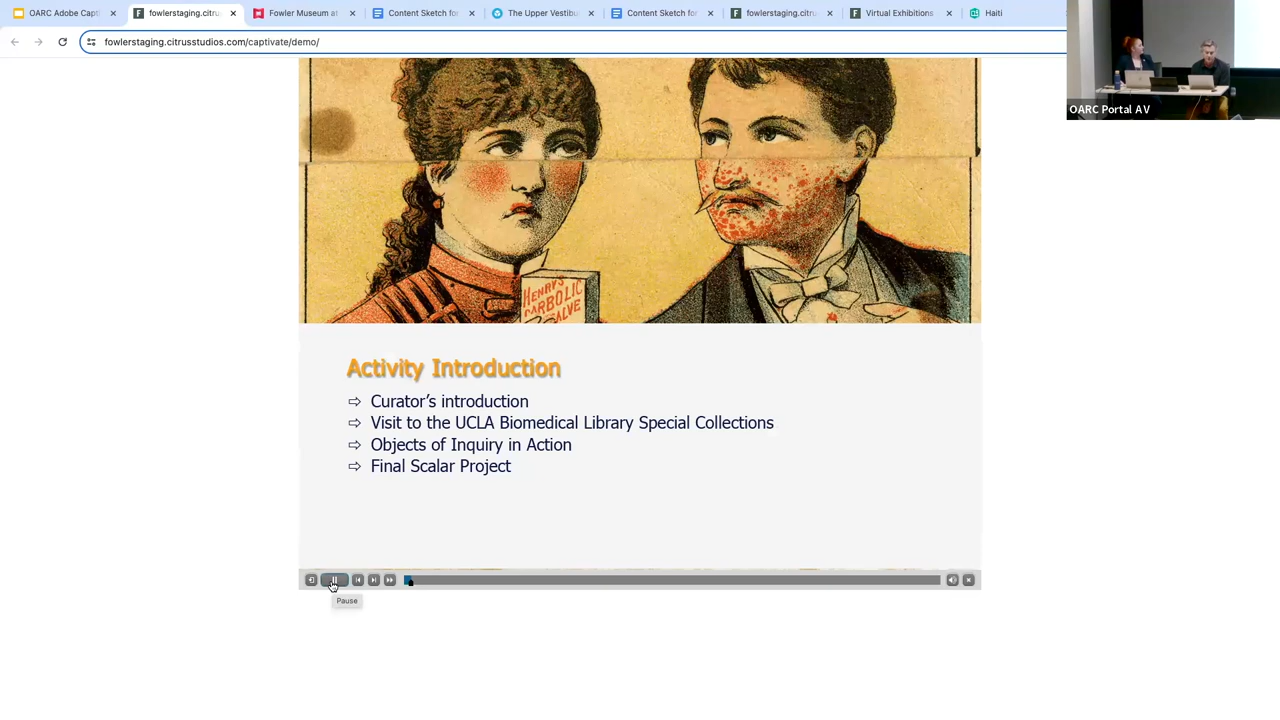 OARC Adobe Capti
fowlerstaging.citru
Fowler Museum at
Content Sketch for
The Upper Vestibu
Content Sketch for
fowlerstaging.citru
Virtual Exhibitions
Haiti
fowlerstaging.citrusstudios.com/captivate/demo/
OARC Portal AV
HENRY'S
CARBOLIC
SALVE
Activity Introduction
⇨ Curator's introduction
⇨ Visit to the UCLA Biomedical Library Special Collections
⇨ Objects of Inquiry in Action
⇨ Final Scalar Project
Pause